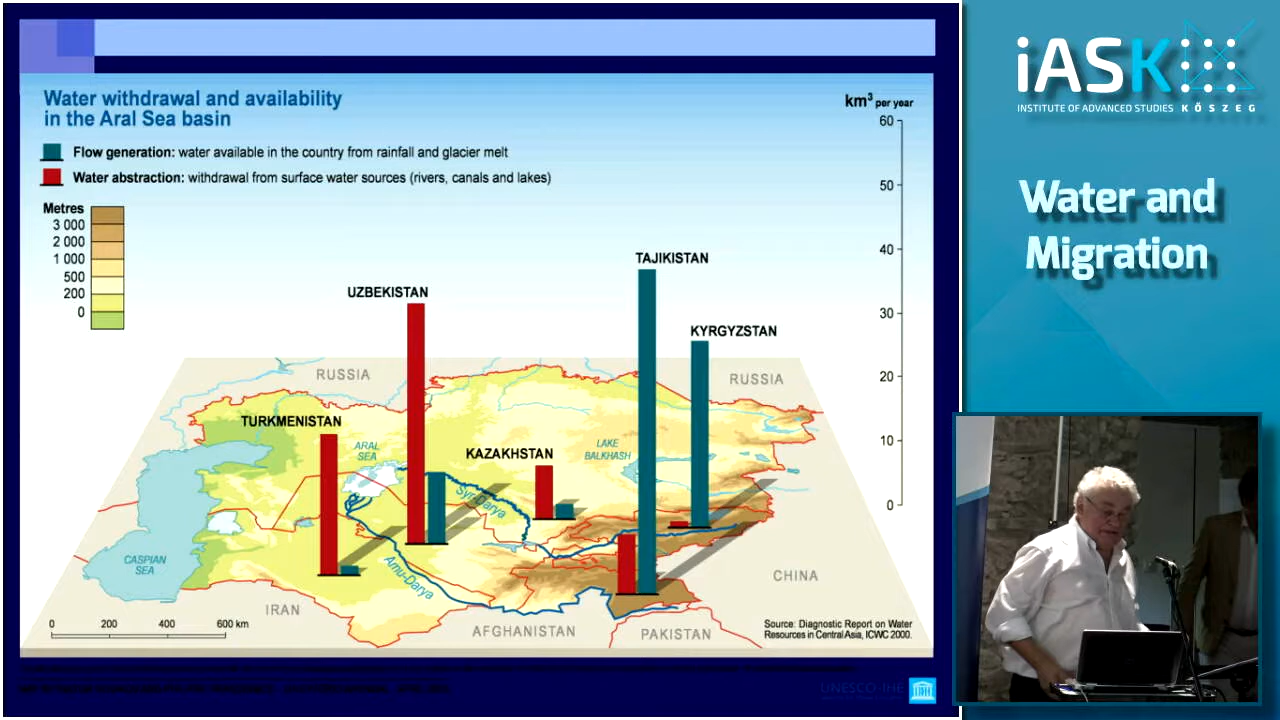 Water withdrawal and availability
in the Aral Sea basin
Flow generation: water available in the country from rainfall and glacier melt
Water abstraction: withdrawal from surface water sources (rivers, canals and lakes)
Metres
3 000
2 000
1 000
500
200
0
km3 per year
60
50
40
30
20
10
0
TAJIKISTAN
UZBEKISTAN
KYRGYZSTAN
RUSSIA
RUSSIA
TURKMENISTAN
ARAL
SEA
KAZAKHSTAN
LAKE
BALKHASH
Syr-Darya
CASPIAN
SEA
Amu-Darya
CHINA
IRAN
AFGHANISTAN
PAKISTAN
0 200 400 600 km
Source: Diagnostic Report on Water
Resources in Central Asia, ICWC 2000.
UNESCO-IHE
iASK
INSTITUTE OF ADVANCED STUDIES KŐSZEG
Water and
Migration